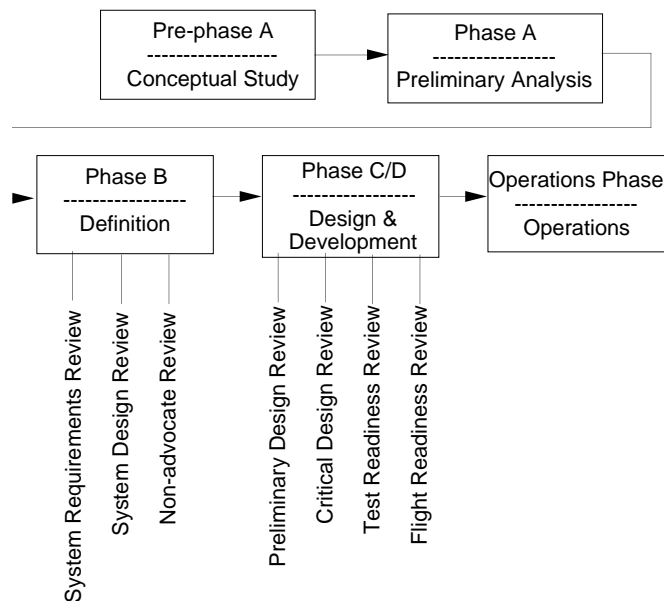 Pre-phase A
Conceptual Study
Phase A
Preliminary Analysis
Phase B
Definition
Phase C/D
Design &
Development
Operations Phase
Operations
System Requirements Review
System Design Review
Non-advocate Review
Preliminary Design Review
Critical Design Review
Test Readiness Review
Flight Readiness Review